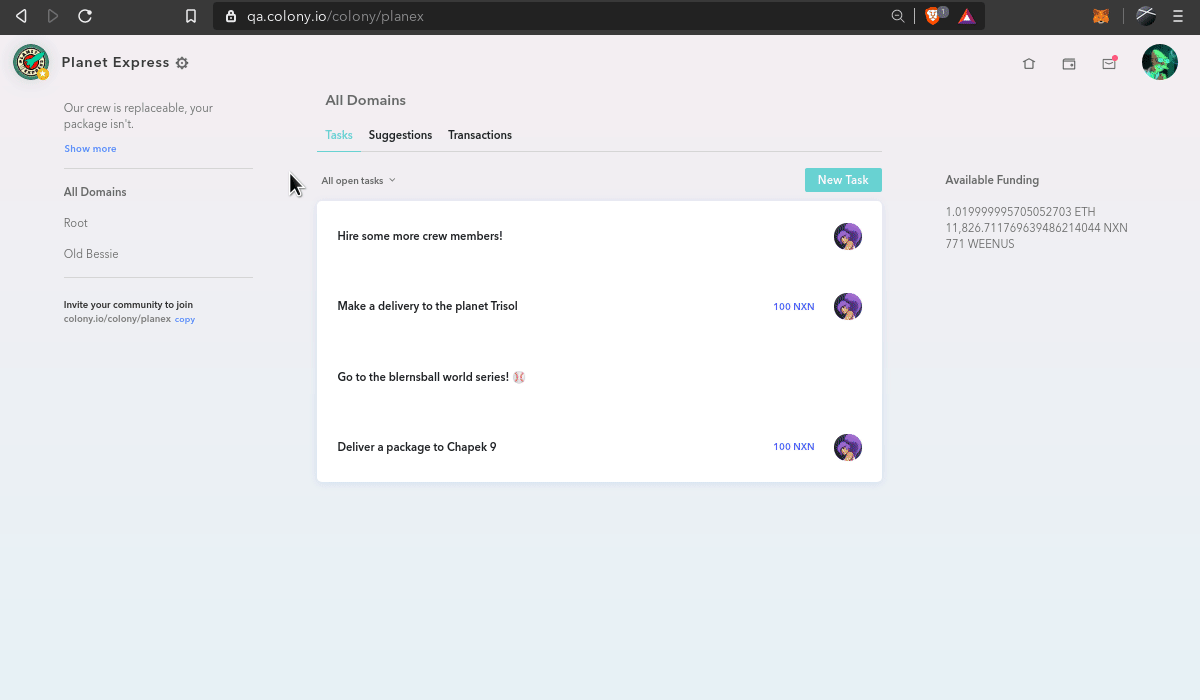 qa.colony.io/colony/planex
1
Planet Express
Our crew is replaceable, your
package isn't.
Show more
All Domains
Root
Old Bessie
Invite your community to join
colony.io/colony/planex copy
All Domains
Tasks Suggestions Transactions
All open tasks
New Task
Hire some more crew members!
Make a delivery to the planet Trisol
100 NXN
Go to the blernsball world series! ⚾
Deliver a package to Chapek 9
100 NXN
Available Funding
1.019999995705052703 ETH
11,826.711769639486214044 NXN
771 WEENUS